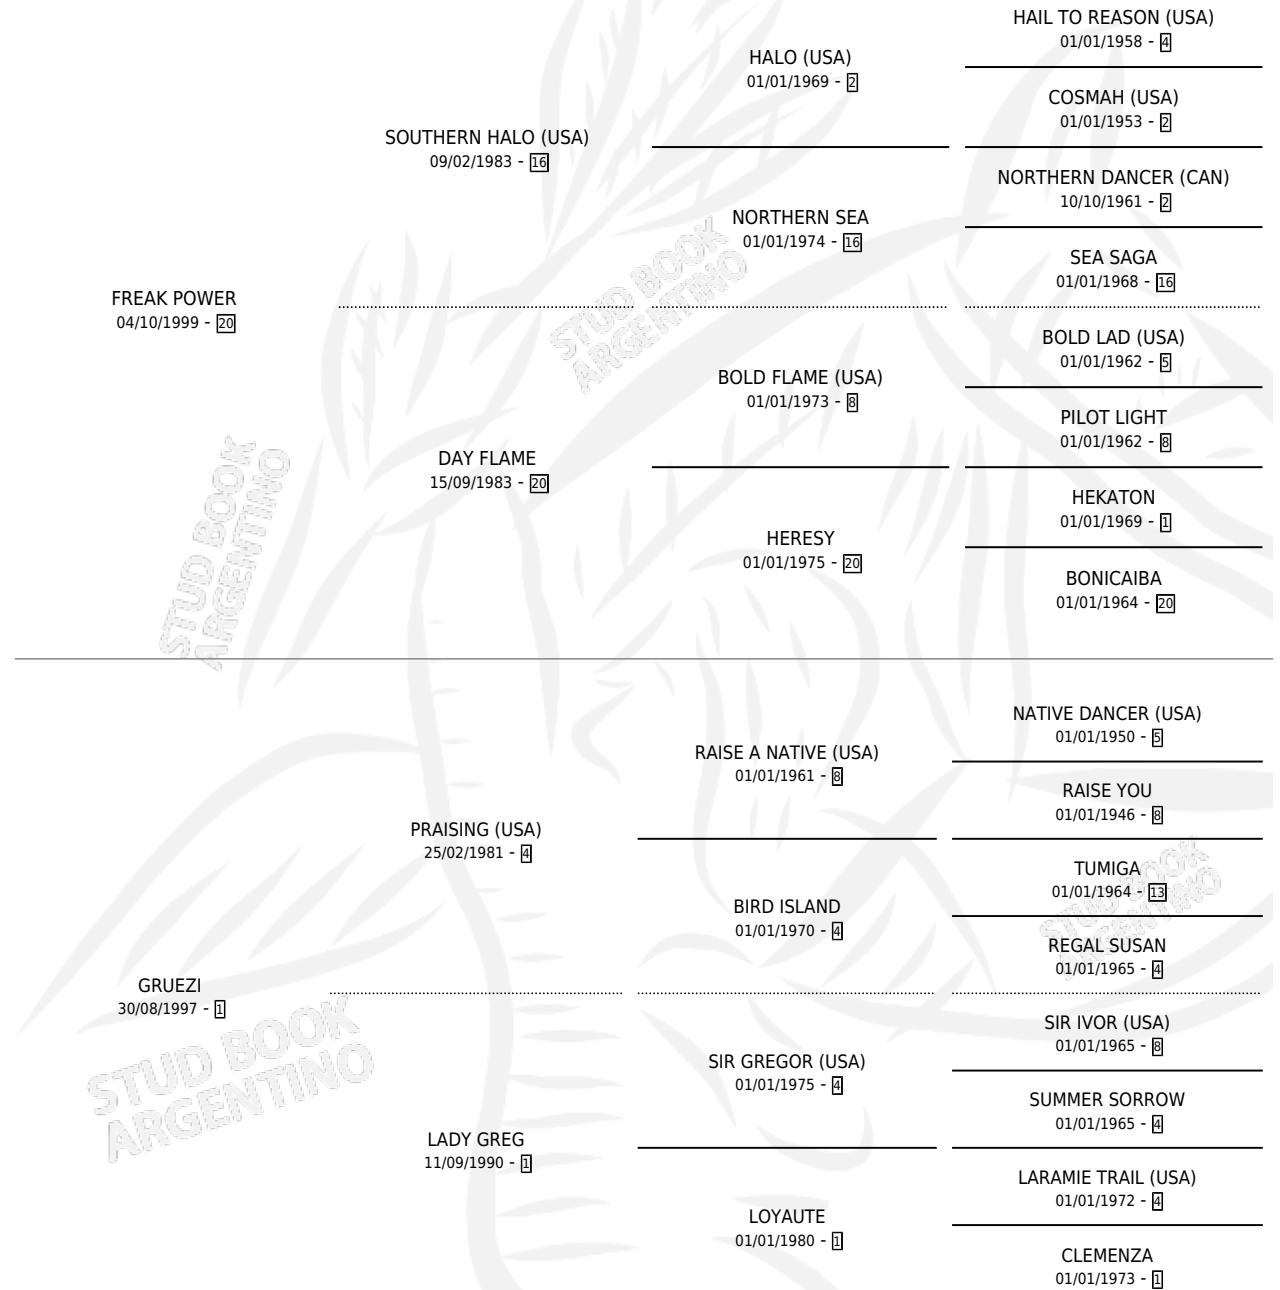 HAIL TO REASON (USA)
01/01/1958 - 4
HALO (USA)
01/01/1969 - 2
COSMAH (USA)
01/01/1953 - 2
SOUTHERN HALO (USA)
09/02/1983 - 16
NORTHERN DANCER (CAN)
10/10/1961 - 2
NORTHERN SEA
01/01/1974 - 16
SEA SAGA
01/01/1968 - 16
STUD BOOK
ARGENTINO
FREAK POWER
04/10/1999 - 20
BOLD LAD (USA)
01/01/1962 - 5
BOLD FLAME (USA)
01/01/1973 - 8
PILOT LIGHT
01/01/1962 - 8
DAY FLAME
15/09/1983 - 20
HEKATON
01/01/1969 - 1
HERESY
01/01/1975 - 20
BONICAIBA
01/01/1964 - 20
STUD BOOK
ARGENTINO
NATIVE DANCER (USA)
01/01/1950 - 5
RAISE A NATIVE (USA)
01/01/1961 - 8
RAISE YOU
01/01/1946 - 8
PRAISING (USA)
25/02/1981 - 4
TUMIGA
01/01/1964 - 13
BIRD ISLAND
01/01/1970 - 4
REGAL SUSAN
01/01/1965 - 4
STUD BOOK
ARGENTINO
GRUEZI
30/08/1997 - 1
SIR IVOR (USA)
01/01/1965 - 8
SIR GREGOR (USA)
01/01/1975 - 4
SUMMER SORROW
01/01/1965 - 4
STUD BOOK
ARGENTINO
LADY GREG
11/09/1990 - 1
LARAMIE TRAIL (USA)
01/01/1972 - 4
LOYAUTE
01/01/1980 - 1
CLEMENZA
01/01/1973 - 1